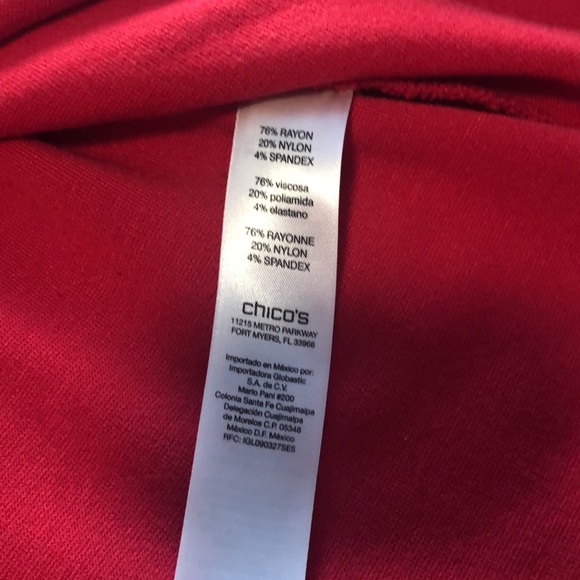 76% RAYON
20% NYLON
4% SPANDEX
76% viscosa
20% poliamida
4% elastano
76% RAYONNE
20% NYLON
4% SPANDEX
chico's
11215 METRO PARKWAY
FORT MYERS, FL 33966
Importado en México por:
Importadora Globastic
S.A. de C.V.
Mario Pani #200
Colonia Santa Fe Cuajimalpa
Delegación Cuajimalpa
de Morelos C.P. 05348
México D.F. México
RFC: IGL090327SE5